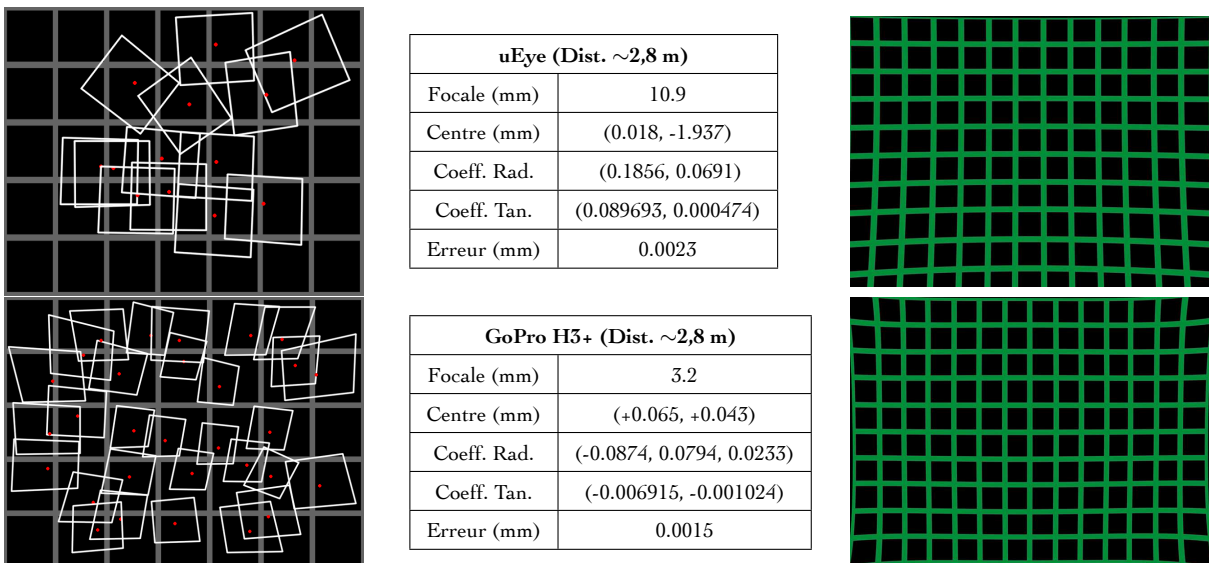 uEye (Dist. ∼2,8 m)
Focale (mm) 10.9
Centre (mm) (0.018, -1.937)
Coeff. Rad. (0.1856, 0.0691)
Coeff. Tan. (0.089693, 0.000474)
Erreur (mm) 0.0023
GoPro H3+ (Dist. ∼2,8 m)
Focale (mm) 3.2
Centre (mm) (+0.065, +0.043)
Coeff. Rad. (-0.0874, 0.0794, 0.0233)
Coeff. Tan. (-0.006915, -0.001024)
Erreur (mm) 0.0015